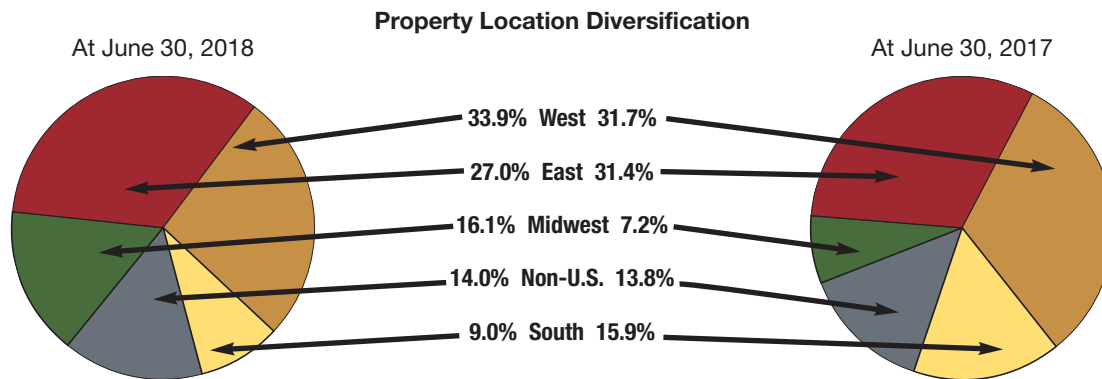 Property Location Diversification
At June 30, 2018
At June 30, 2017
33.9% West 31.7%
27.0% East 31.4%
16.1% Midwest 7.2%
14.0% Non-U.S. 13.8%
9.0% South 15.9%